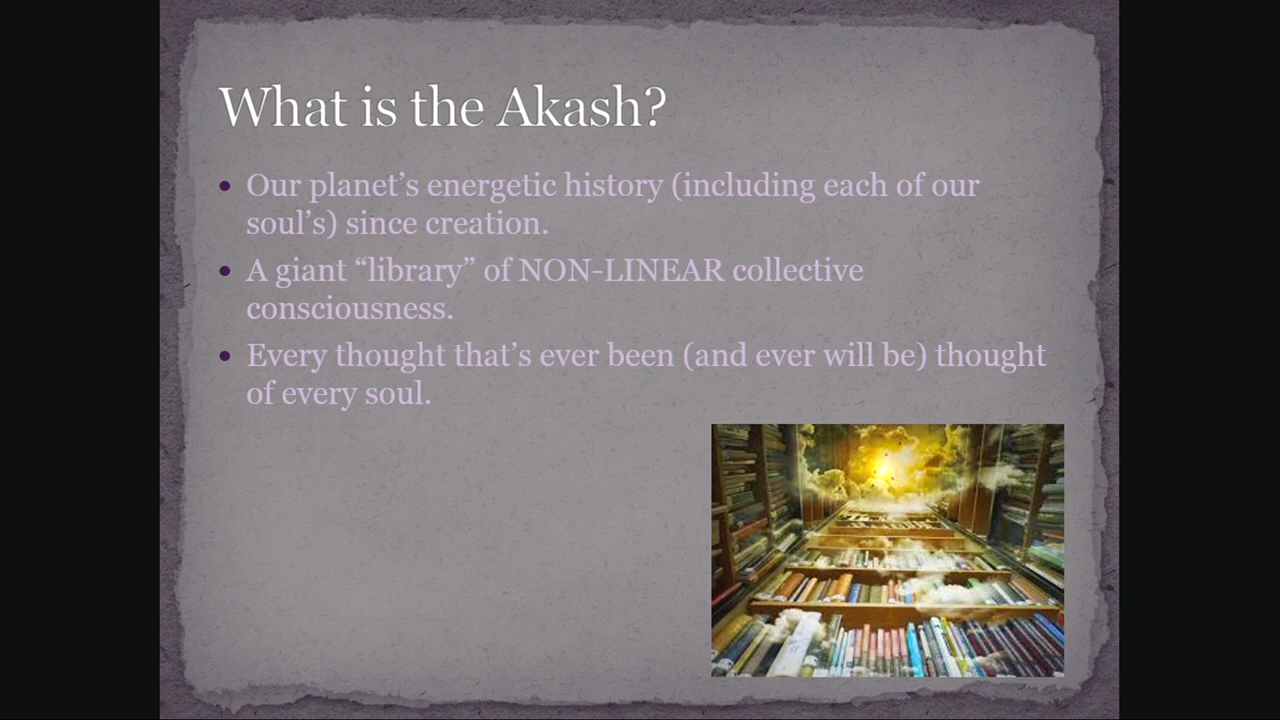 What is the Akash?
• Our planet’s energetic history (including each of our
soul’s) since creation.
• A giant “library” of NON-LINEAR collective
consciousness.
• Every thought that’s ever been (and ever will be) thought
of every soul.